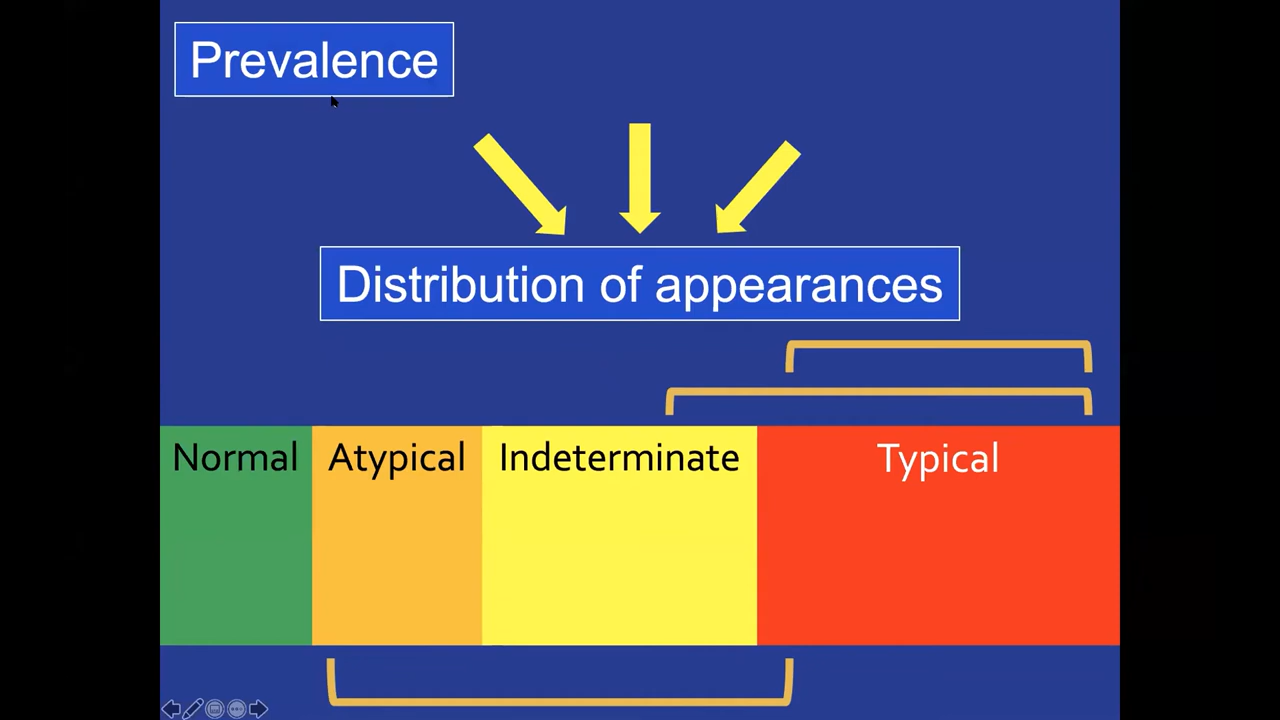 Prevalence
Distribution of appearances
Normal Atypical Indeterminate Typical